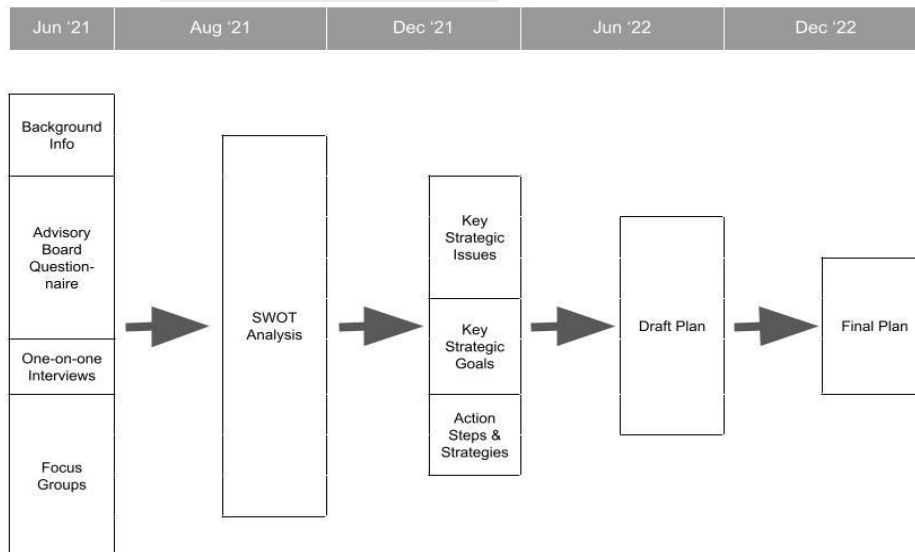 Jun ‘21
Aug ‘21
Dec ‘21
Jun ‘22
Dec ‘22
Background
Info
Advisory
Board
Question-
naire
One-on-one
Interviews
Focus
Groups
SWOT
Analysis
Key
Strategic
Issues
Key
Strategic
Goals
Action
Steps &
Strategies
Draft Plan
Final Plan